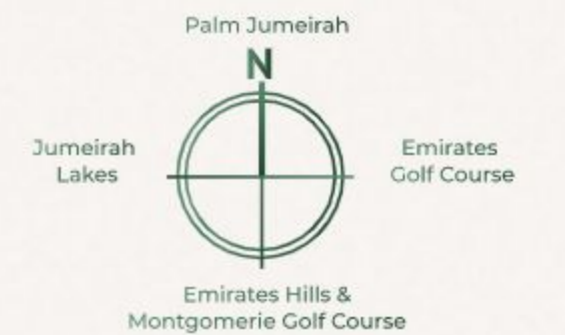 Palm Jumeirah
N
Jumeirah
Lakes
Emirates
Golf Course
Emirates Hills &
Montgomerie Golf Course